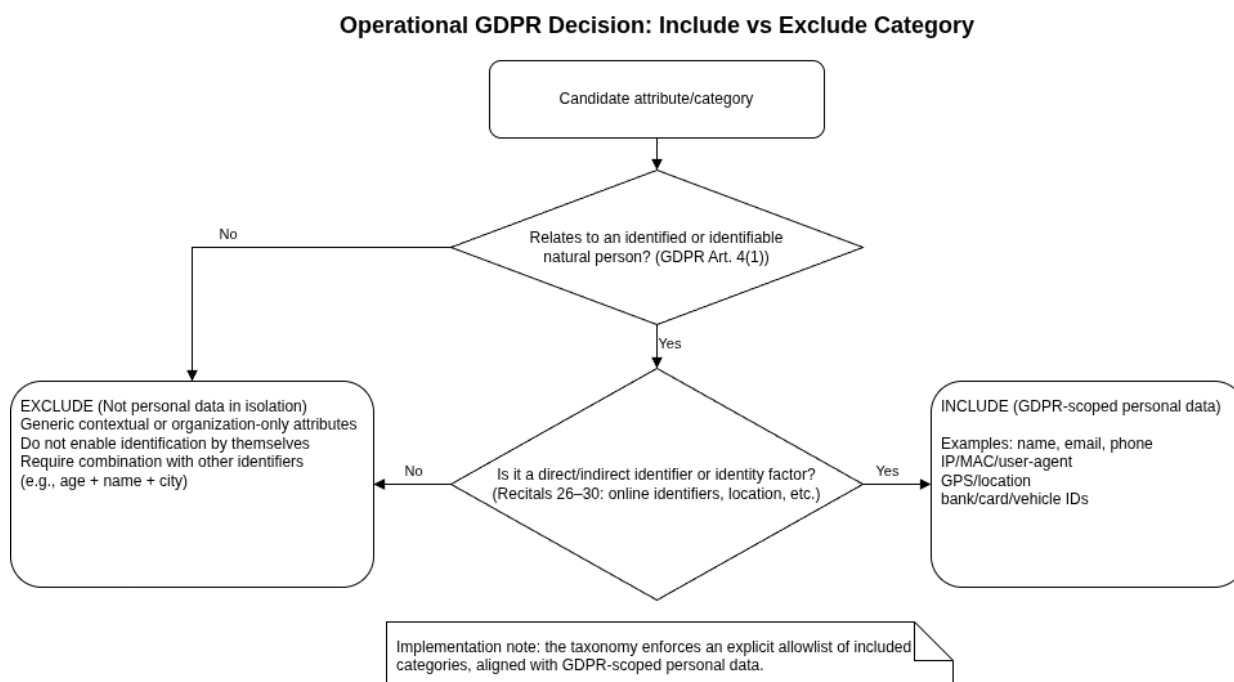 Operational GDPR Decision: Include vs Exclude Category
Candidate attribute/category
Relates to an identified or identifiable
natural person? (GDPR Art. 4(1))
No
Yes
EXCLUDE (Not personal data in isolation)
Generic contextual or organization-only attributes
Do not enable identification by themselves
Require combination with other identifiers
(e.g., age + name + city)
No
Is it a direct/indirect identifier or identity factor?
(Recitals 26–30: online identifiers, location, etc.)
Yes
INCLUDE (GDPR-scoped personal data)
Examples: name, email, phone
IP/MAC/user-agent
GPS/location
bank/card/vehicle IDs
Implementation note: the taxonomy enforces an explicit allowlist of included
categories, aligned with GDPR-scoped personal data.